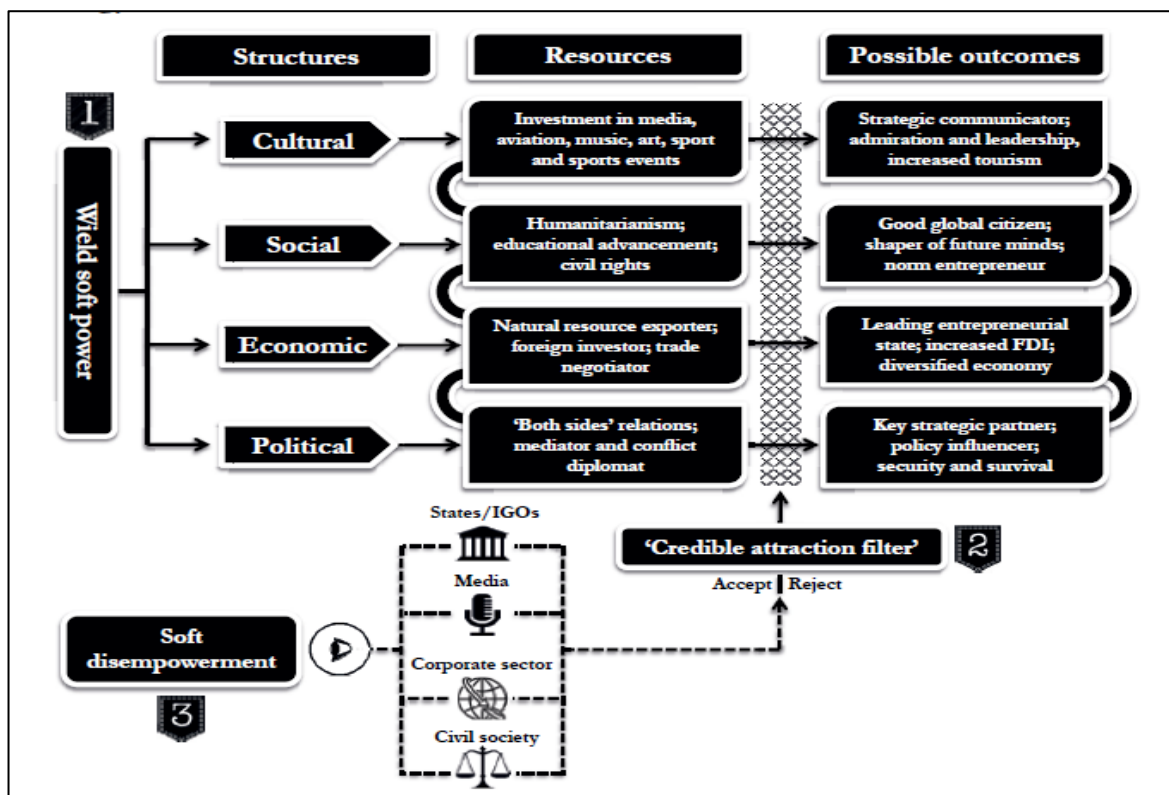 Structures
Resources
Possible outcomes
1
Wield soft power
Cultural
Investment in media,
aviation, music, art, sport
and sports events
Strategic communicator;
admiration and leadership,
increased tourism
Social
Humanitarianism;
educational advancement;
civil rights
Good global citizen;
shaper of future minds;
norm entrepreneur
Economic
Natural resource exporter;
foreign investor; trade
negotiator
Leading entrepreneurial
state; increased FDI;
diversified economy
Political
‘Both sides’ relations;
mediator and conflict
diplomat
Key strategic partner;
policy influencer;
security and survival
States/IGOs
‘Credible attraction filter’
2
Accept Reject
Media
Soft
disempowerment
3
Corporate sector
Civil society